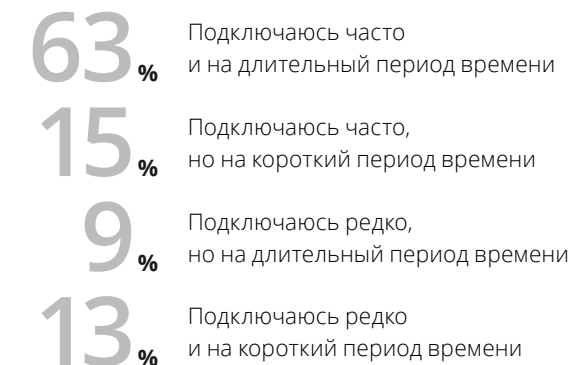 63% Подключаюсь часто
и на длительный период времени
15% Подключаюсь часто,
но на короткий период времени
9% Подключаюсь редко,
но на длительный период времени
13% Подключаюсь редко
и на короткий период времени